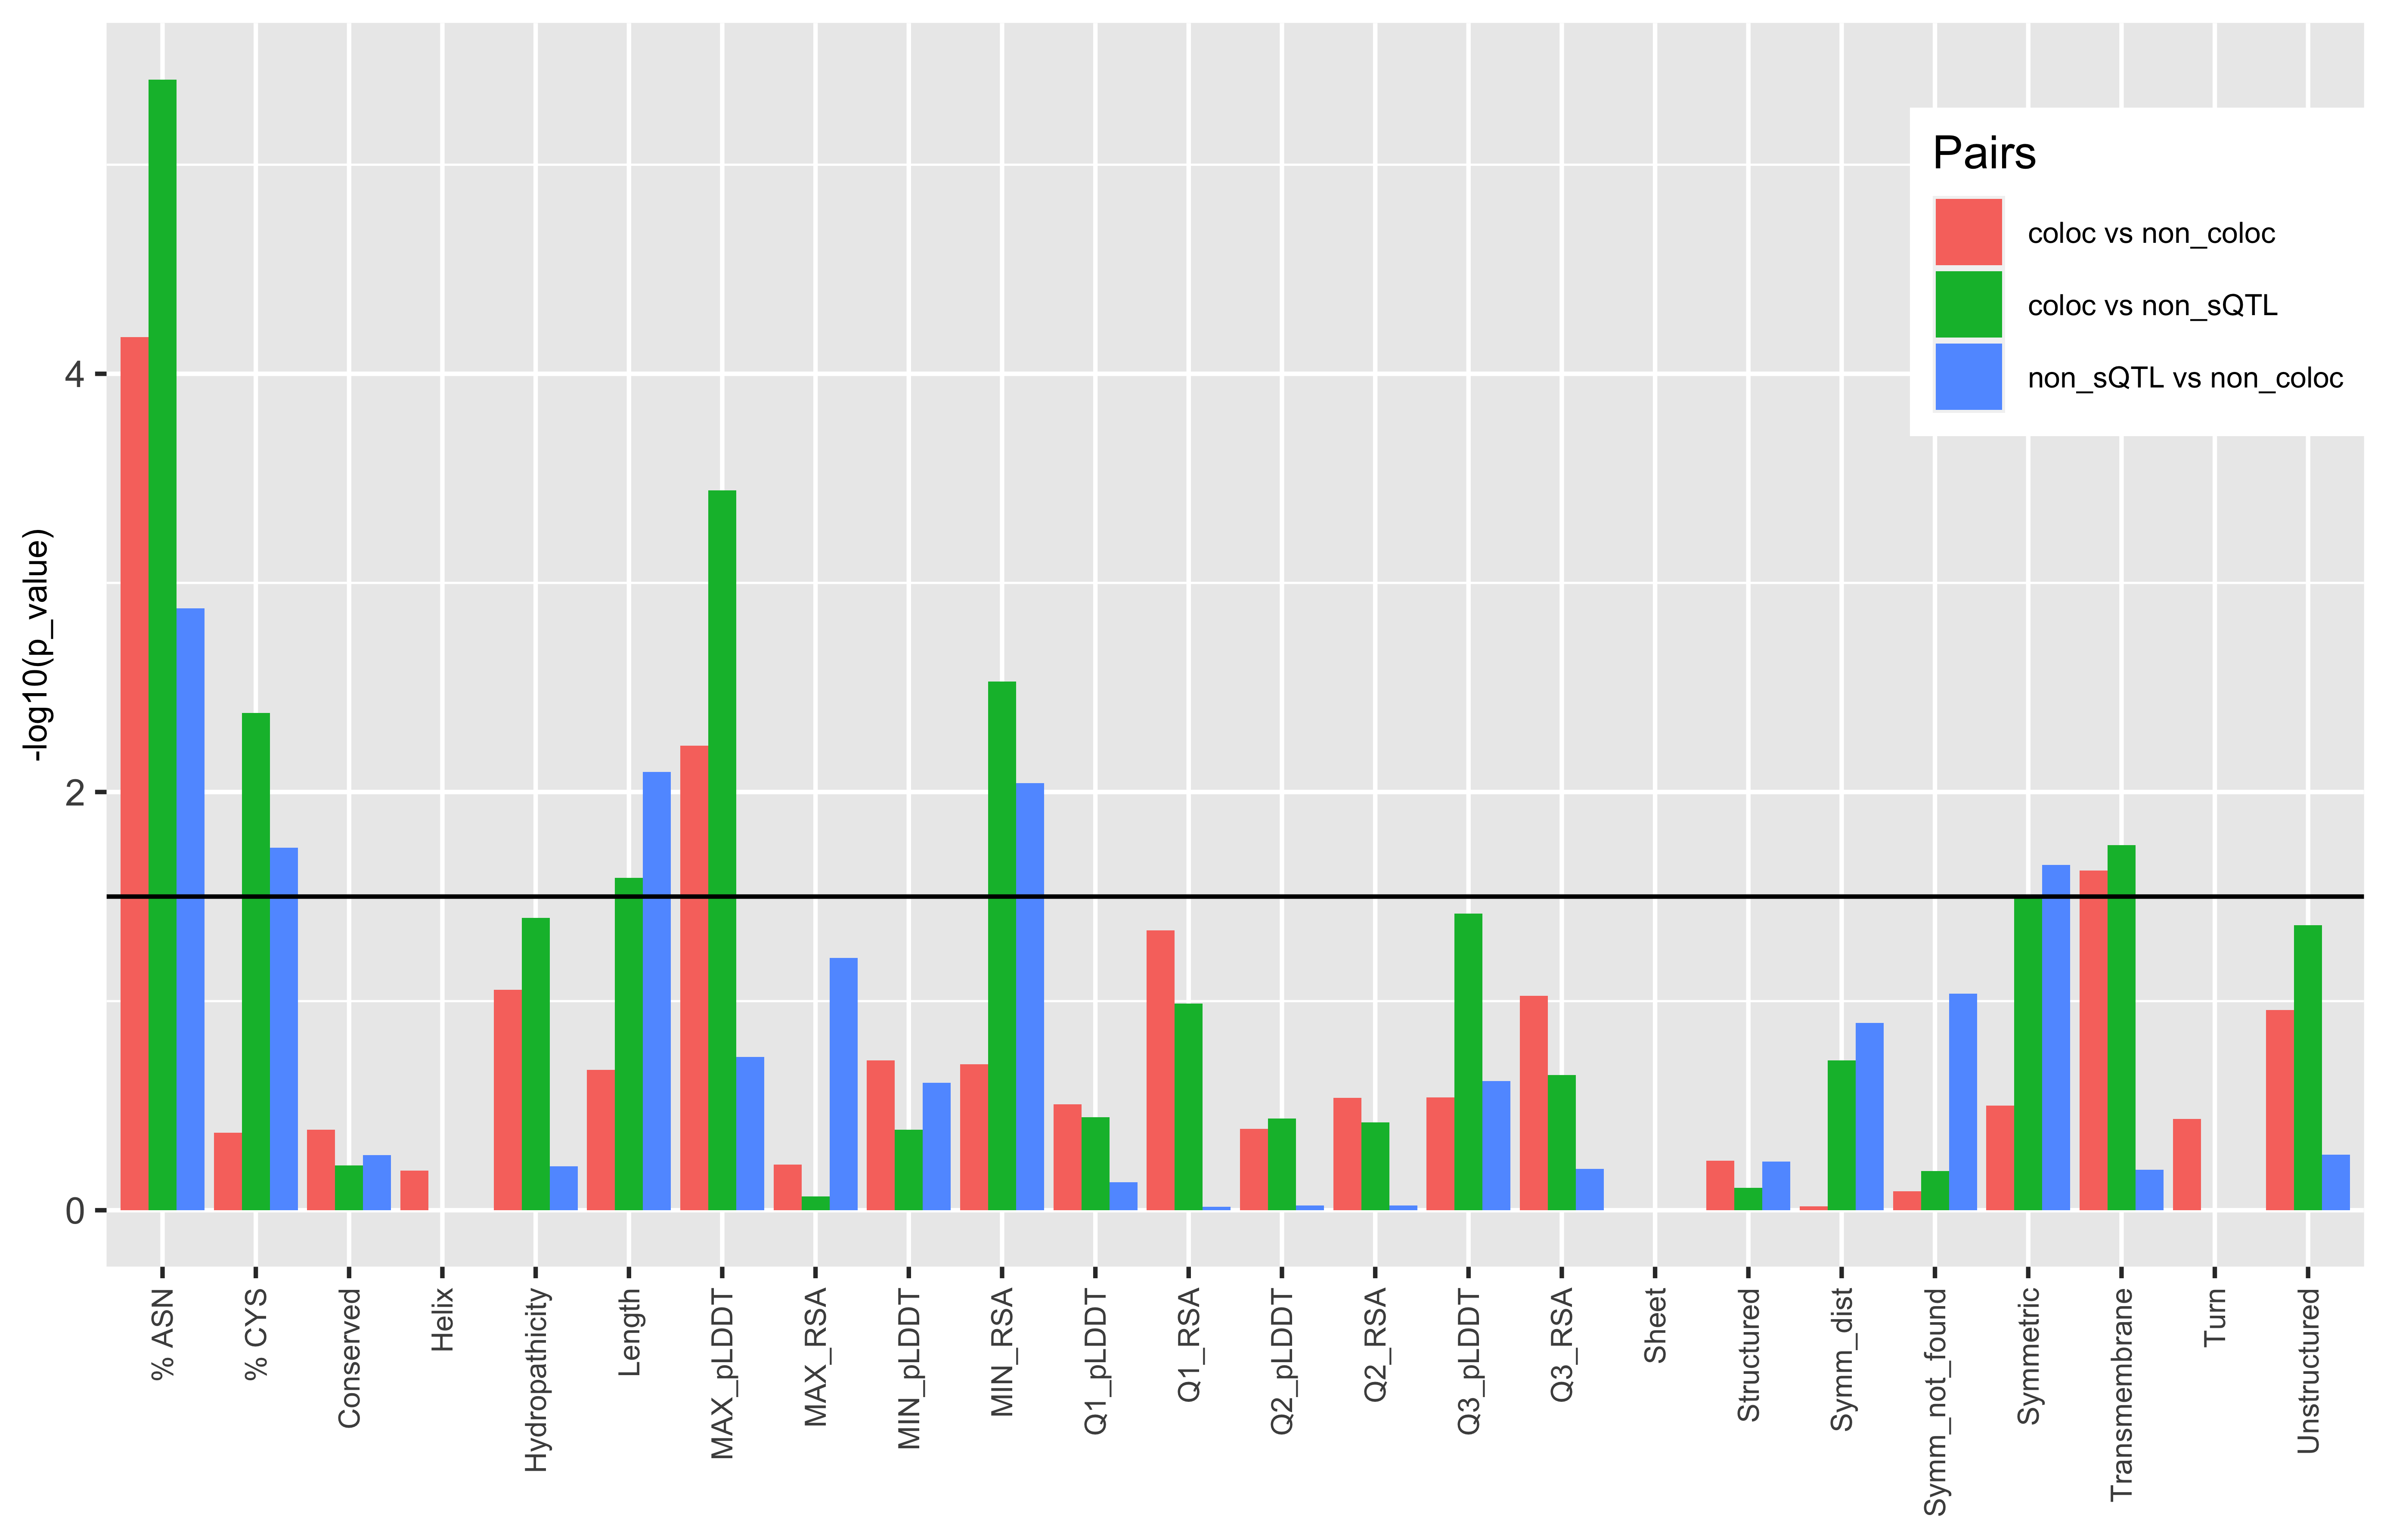 Pairs
coloc vs non_coloc
coloc vs non_sQTL
non_sQTL vs non_coloc
-log10(p_value)
4
2
0
% ASN
% CYS
Conserved
Helix
Hydropathicity
Length
MAX_pLDDT
MAX_RSA
MIN_pLDDT
MIN_RSA
Q1_pLDDT
Q1_RSA
Q2_pLDDT
Q2_RSA
Q3_pLDDT
Q3_RSA
Sheet
Structured
Symm_dist
Symm_not_found
Symmetric
Transmembrane
Turn
Unstructured